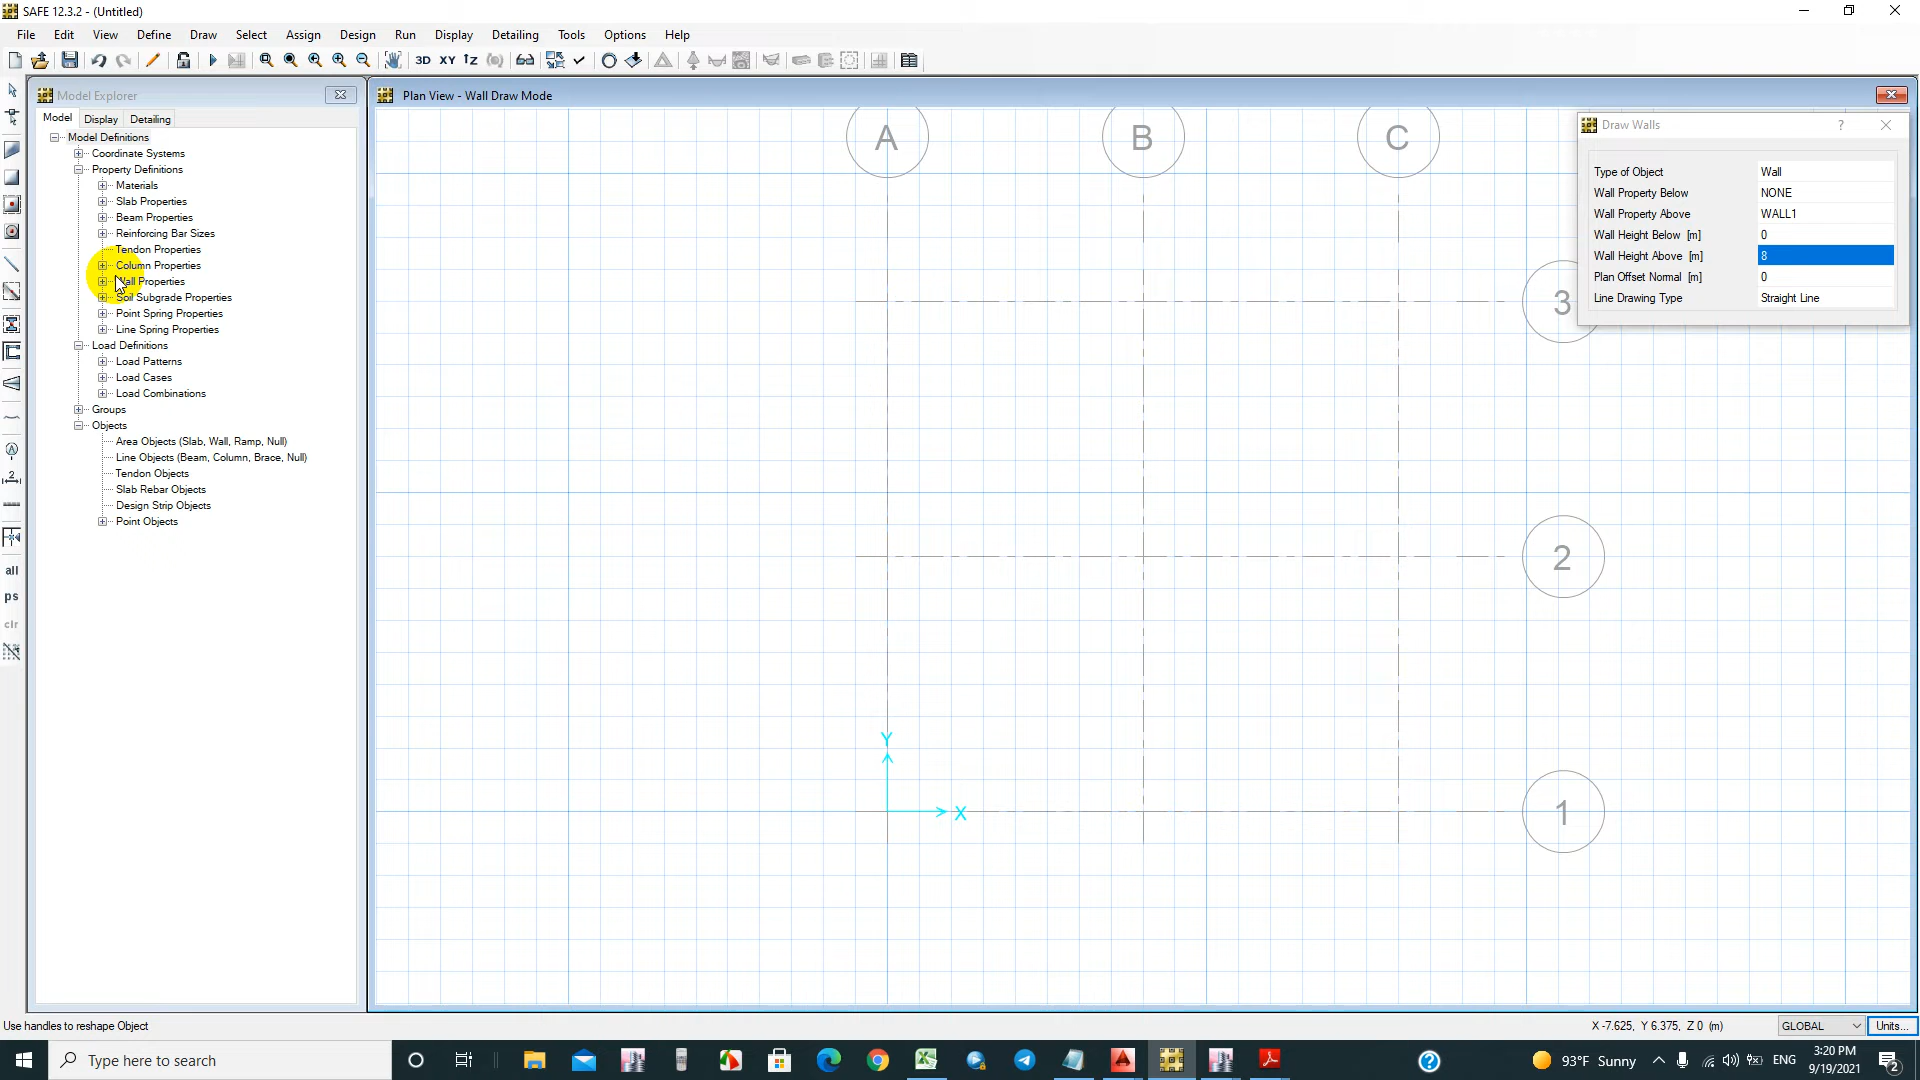 SAFE 12.3.2 - (Untitled)
File Edit View Define Draw Select Assign Design Run Display Detailing Tools Options Help
3D XY
Model Explorer
Model Display Detailing
Model Definitions
Coordinate Systems
Property Definitions
Materials
Slab Properties
Beam Properties
Reinforcing Bar Sizes
Tendon Properties
Column Properties
Wall Properties
Soil Subgrade Properties
Point Spring Properties
Line Spring Properties
Load Definitions
Load Patterns
Load Cases
Load Combinations
Groups
Objects
Area Objects (Slab, Wall, Ramp, Null)
Line Objects (Beam, Column, Brace, Null)
Tendon Objects
Slab Rebar Objects
Design Strip Objects
Point Objects
all
ps
clr
Plan View - Wall Draw Mode
A B C
3
2
1
Y
X
Draw Walls ?
Type of Object Wall
Wall Property Below NONE
Wall Property Above WALL1
Wall Height Below [m] 0
Wall Height Above [m] 8
Plan Offset Normal [m] 0
Line Drawing Type Straight Line
Use handles to reshape Object
X -7.625, Y 6.375, Z 0 (m)
GLOBAL
Units...
Type here to search
93°F Sunny
ENG
3:20 PM
9/19/2021
2